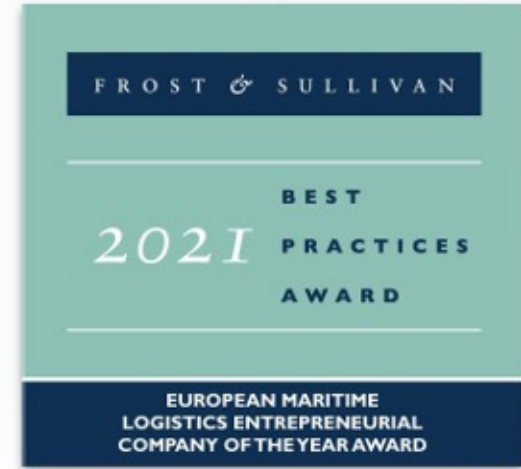 FROST & SULLIVAN
2021
BEST
PRACTICES
AWARD
EUROPEAN MARITIME
LOGISTICS ENTREPRENEURIAL
COMPANY OF THE YEAR AWARD